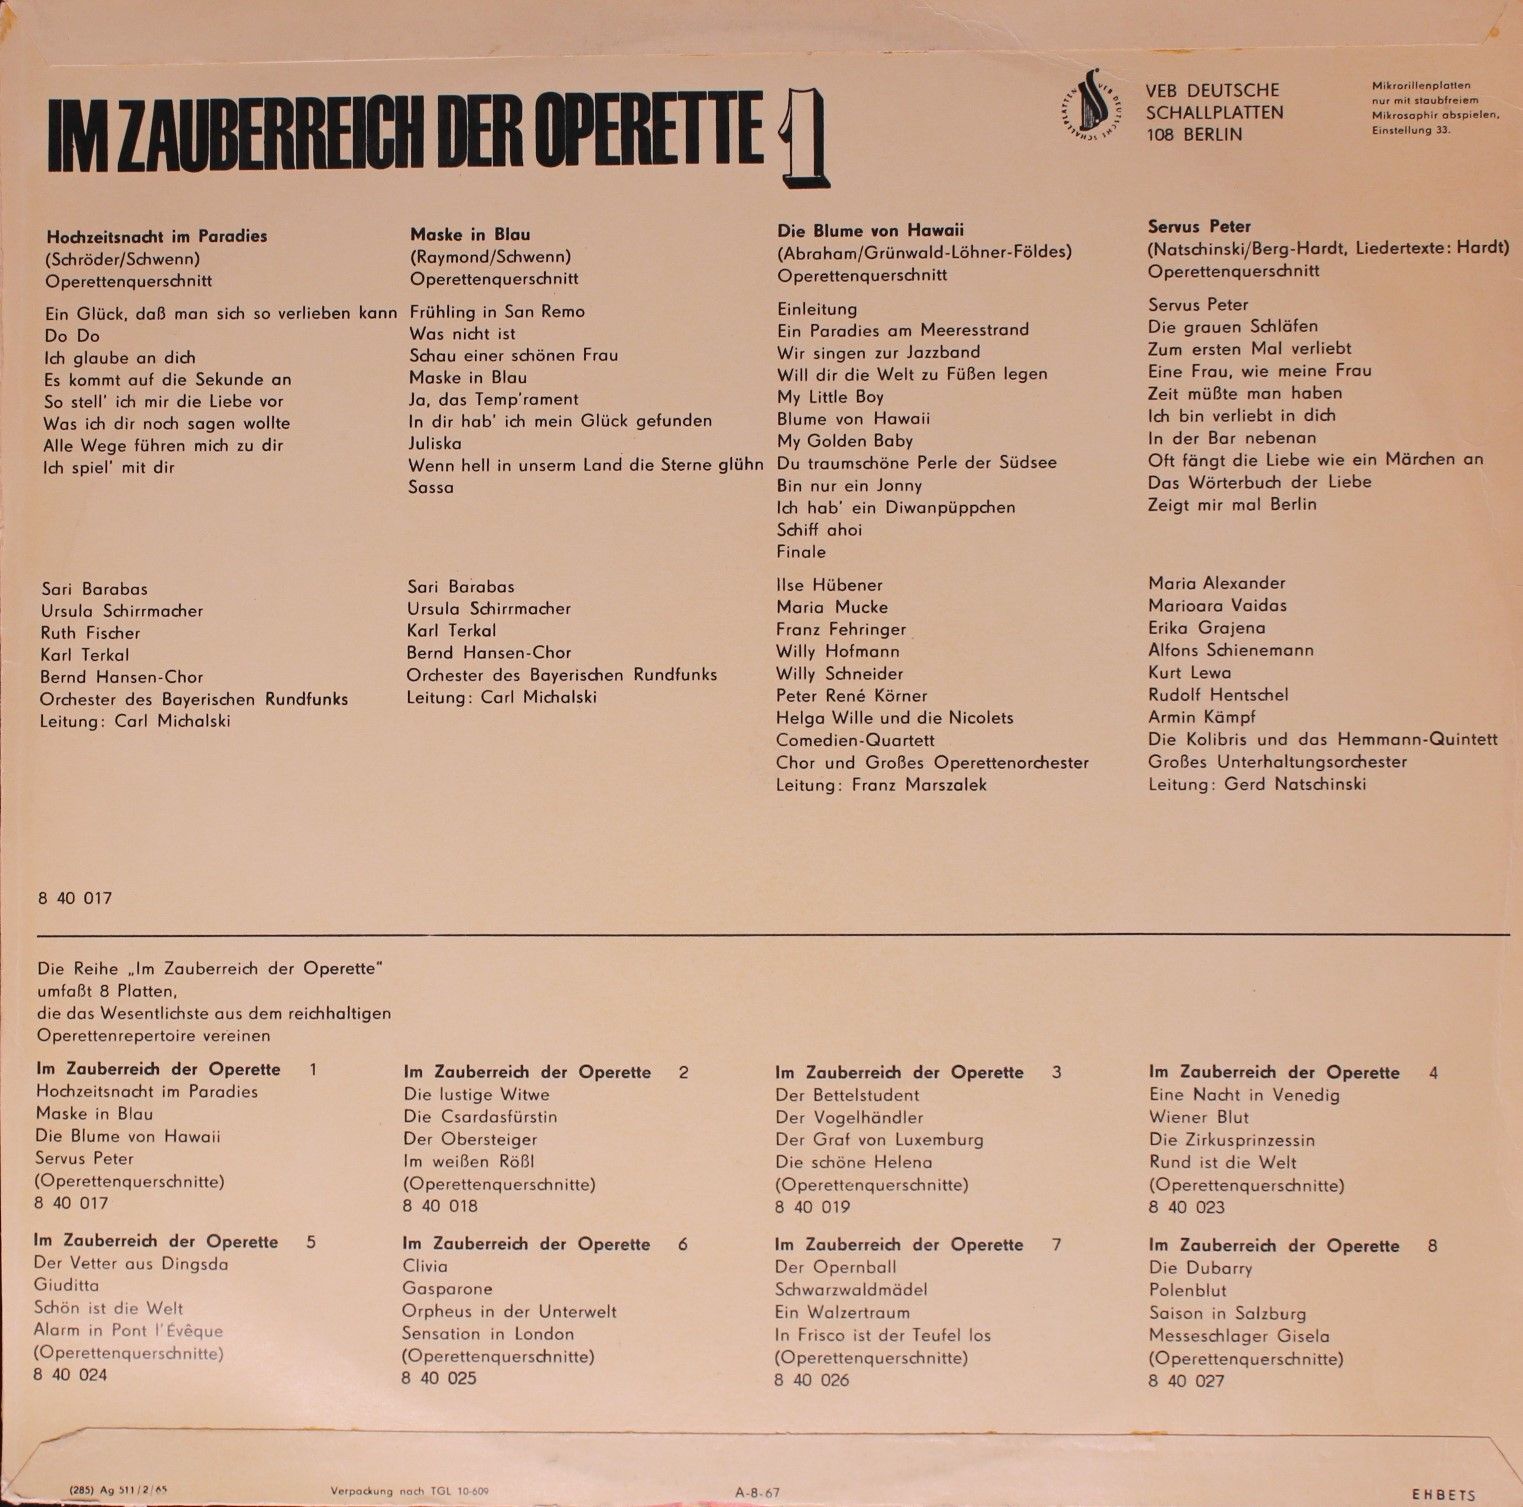 IM ZAUBERREICH DER OPERETTE 1
VEB DEUTSCHE SCHALLPLATTEN
VEB DEUTSCHE
SCHALLPLATTEN
108 BERLIN
Mikrorillenplatten
nur mit staubfreiem
Mikrosaphir abspielen,
Einstellung 33.
Hochzeitsnacht im Paradies
(Schröder/Schwenn)
Operettenquerschnitt
Ein Glück, daß man sich so verlieben kann
Do Do
Ich glaube an dich
Es kommt auf die Sekunde an
So stell' ich mir die Liebe vor
Was ich dir noch sagen wollte
Alle Wege führen mich zu dir
Ich spiel' mit dir
Sari Barabas
Ursula Schirrmacher
Ruth Fischer
Karl Terkal
Bernd Hansen-Chor
Orchester des Bayerischen Rundfunks
Leitung: Carl Michalski
Maske in Blau
(Raymond/Schwenn)
Operettenquerschnitt
Frühling in San Remo
Was nicht ist
Schau einer schönen Frau
Maske in Blau
Ja, das Temp'rament
In dir hab' ich mein Glück gefunden
Juliska
Wenn hell in unserm Land die Sterne glühn
Sassa
Sari Barabas
Ursula Schirrmacher
Karl Terkal
Bernd Hansen-Chor
Orchester des Bayerischen Rundfunks
Leitung: Carl Michalski
Die Blume von Hawaii
(Abraham/Grünwald-Löhner-Földes)
Operettenquerschnitt
Einleitung
Ein Paradies am Meeresstrand
Wir singen zur Jazzband
Will dir die Welt zu Füßen legen
My Little Boy
Blume von Hawaii
My Golden Baby
Du traumschöne Perle der Südsee
Bin nur ein Jonny
Ich hab' ein Diwanpüppchen
Schiff ahoi
Finale
Ilse Hübener
Maria Mucke
Franz Fehringer
Willy Hofmann
Willy Schneider
Peter René Körner
Helga Wille und die Nicolets
Comedien-Quartett
Chor und Großes Operettenorchester
Leitung: Franz Marszalek
Servus Peter
(Natschinski/Berg-Hardt, Liedertexte: Hardt)
Operettenquerschnitt
Servus Peter
Die grauen Schläfen
Zum ersten Mal verliebt
Eine Frau, wie meine Frau
Zeit müßte man haben
Ich bin verliebt in dich
In der Bar nebenan
Oft fängt die Liebe wie ein Märchen an
Das Wörterbuch der Liebe
Zeigt mir mal Berlin
Maria Alexander
Marioara Vaidas
Erika Grajena
Alfons Schienemann
Kurt Lewa
Rudolf Hentschel
Armin Kämpf
Die Kolibris und das Hemmann-Quintett
Großes Unterhaltungsorchester
Leitung: Gerd Natschinski
8 40 017
Die Reihe „Im Zauberreich der Operette"
umfaßt 8 Platten,
die das Wesentlichste aus dem reichhaltigen
Operettenrepertoire vereinen
Im Zauberreich der Operette 1
Hochzeitsnacht im Paradies
Maske in Blau
Die Blume von Hawaii
Servus Peter
(Operettenquerschnitte)
8 40 017
Im Zauberreich der Operette 2
Die lustige Witwe
Die Csardasfürstin
Der Obersteiger
Im weißen Rößl
(Operettenquerschnitte)
8 40 018
Im Zauberreich der Operette 3
Der Bettelstudent
Der Vogelhändler
Der Graf von Luxemburg
Die schöne Helena
(Operettenquerschnitte)
8 40 019
Im Zauberreich der Operette 4
Eine Nacht in Venedig
Wiener Blut
Die Zirkusprinzessin
Rund ist die Welt
(Operettenquerschnitte)
8 40 023
Im Zauberreich der Operette 5
Der Vetter aus Dingsda
Giuditta
Schön ist die Welt
Alarm in Pont l'Évêque
(Operettenquerschnitte)
8 40 024
Im Zauberreich der Operette 6
Clivia
Gasparone
Orpheus in der Unterwelt
Sensation in London
(Operettenquerschnitte)
8 40 025
Im Zauberreich der Operette 7
Der Opernball
Schwarzwaldmädel
Ein Walzertraum
In Frisco ist der Teufel los
(Operettenquerschnitte)
8 40 026
Im Zauberreich der Operette 8
Die Dubarry
Polenblut
Saison in Salzburg
Messeschlager Gisela
(Operettenquerschnitte)
8 40 027
(285) Ag 511/2/65
Verpackung nach TGL 10-609
A-8-67
EHBETS